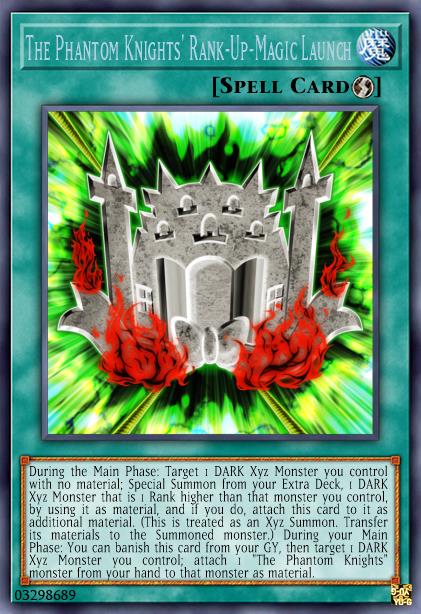 The Phantom Knights' Rank-Up-Magic Launch 魔
[Spell Card]
During the Main Phase: Target 1 DARK Xyz Monster you control
with no material; Special Summon from your Extra Deck, 1 DARK
Xyz Monster that is 1 Rank higher than that monster you control,
by using it as material, and if you do, attach this card to it as
additional material. (This is treated as an Xyz Summon. Transfer
its materials to the Summoned monster.) During your Main
Phase: You can banish this card from your GY, then target 1 DARK
Xyz Monster you control; attach 1 "The Phantom Knights"
monster from your hand to that monster as material.
03298689